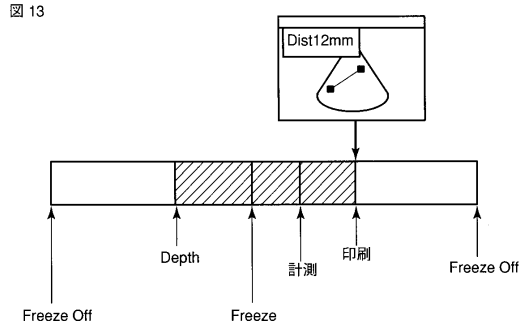 図 13
Dist12mm
Depth
計測
印刷
Freeze Off
Freeze Off
Freeze